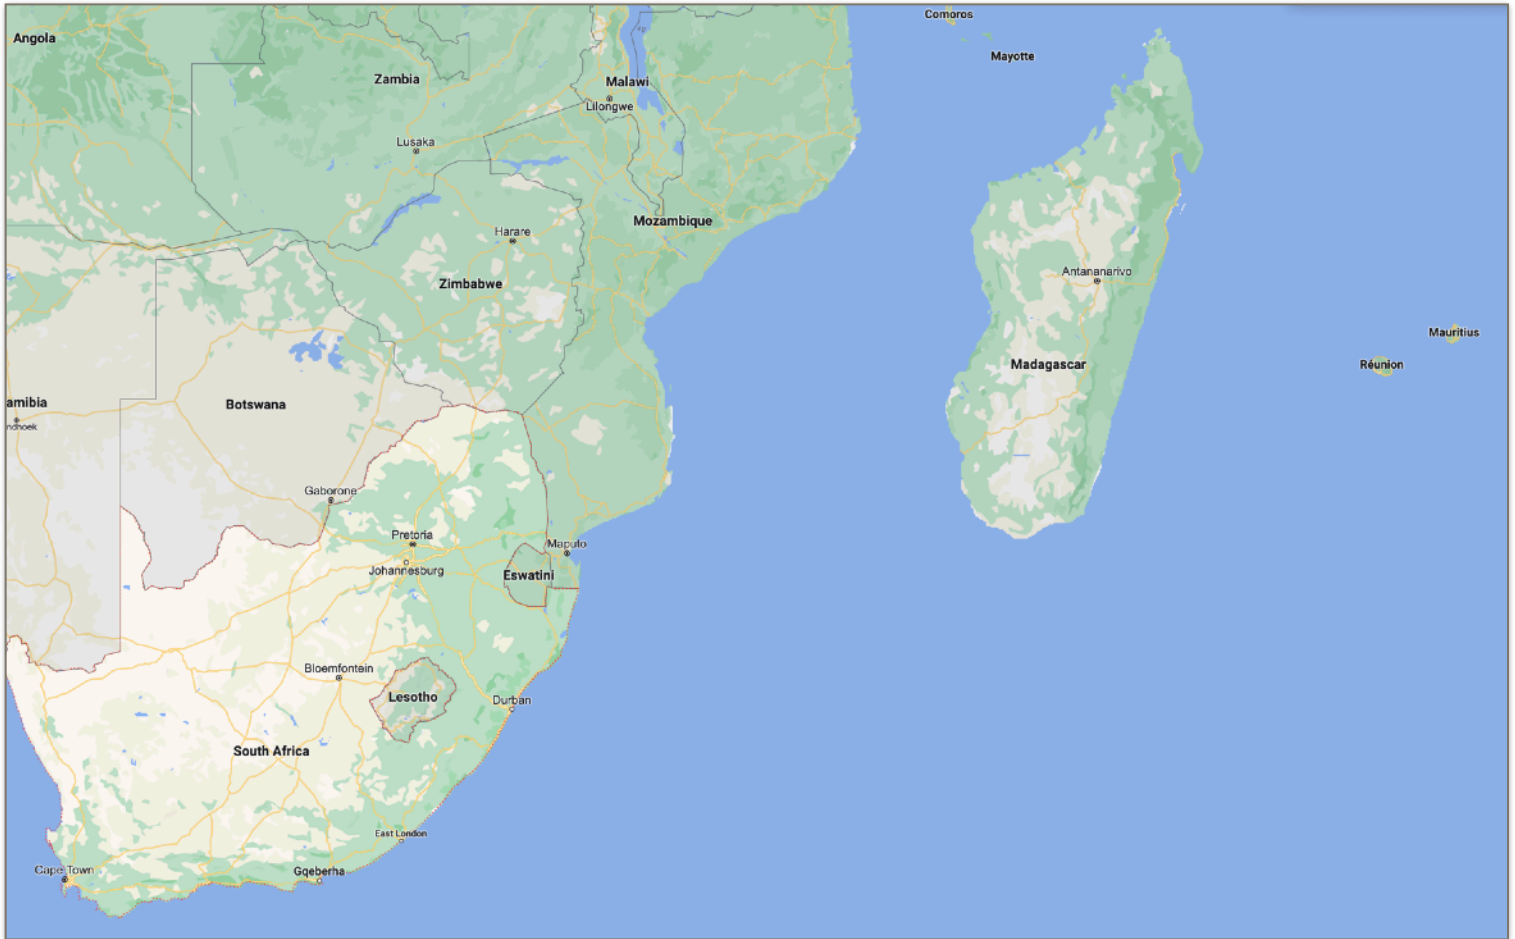 Comoros
Angola
Mayotte
Zambia
Malawi
Lilongwe
Lusaka
Mozambique
Harare
Antananarivo
Zimbabwe
Mauritius
Madagascar
Réunion
amibia
Botswana
ndhoek
Gaborone
Pretoria
Maputo
Johannesburg
Eswatini
Bloemfontein
Lesotho
Durban
South Africa
East London
Cape Town
Gqeberha